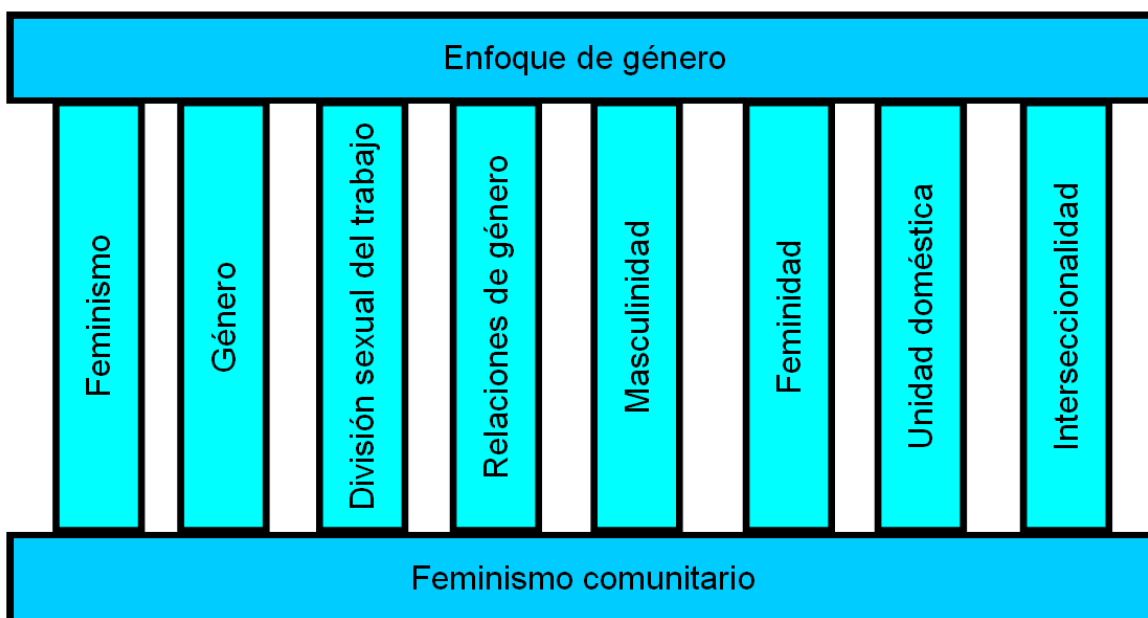 Enfoque de género
Feminismo
Género
División sexual del trabajo
Relaciones de género
Masculinidad
Feminidad
Unidad doméstica
Interseccionalidad
Feminismo comunitario